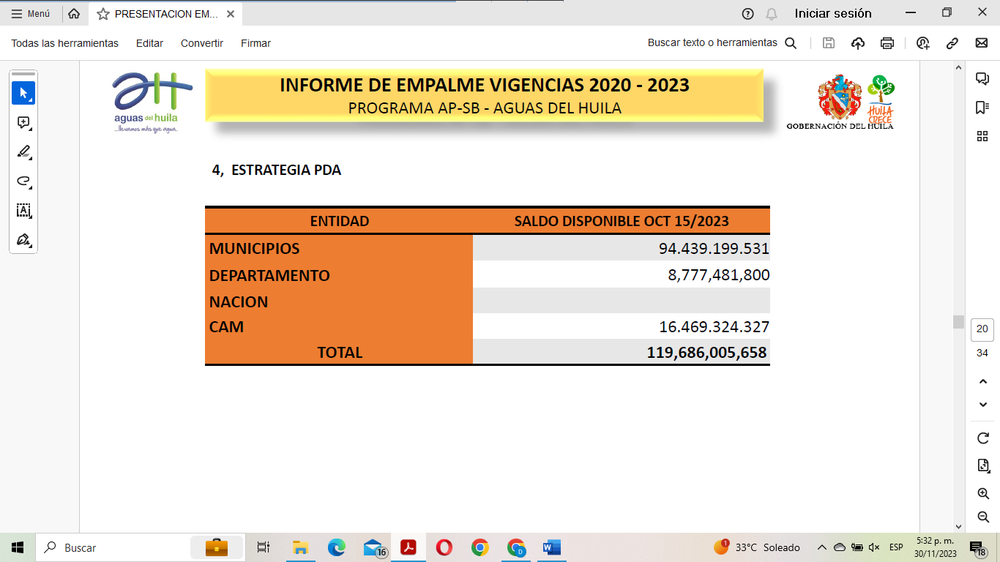 Menú
PRESENTACION EM...
Iniciar sesión
Todas las herramientas Editar Convertir Firmar
Buscar texto o herramientas
aguas del huila
...llevamos más que agua.
INFORME DE EMPALME VIGENCIAS 2020 - 2023
PROGRAMA AP-SB - AGUAS DEL HUILA
HUILA
CRECE
GOBERNACIÓN DEL HUILA
4, ESTRATEGIA PDA
ENTIDAD SALDO DISPONIBLE OCT 15/2023
MUNICIPIOS 94.439.199.531
DEPARTAMENTO 8,777,481,800
NACION
CAM 16.469.324.327
TOTAL 119,686,005,658
20
34
Buscar
16
1
33°C Soleado
ESP
5:32 p. m.
30/11/2023
18